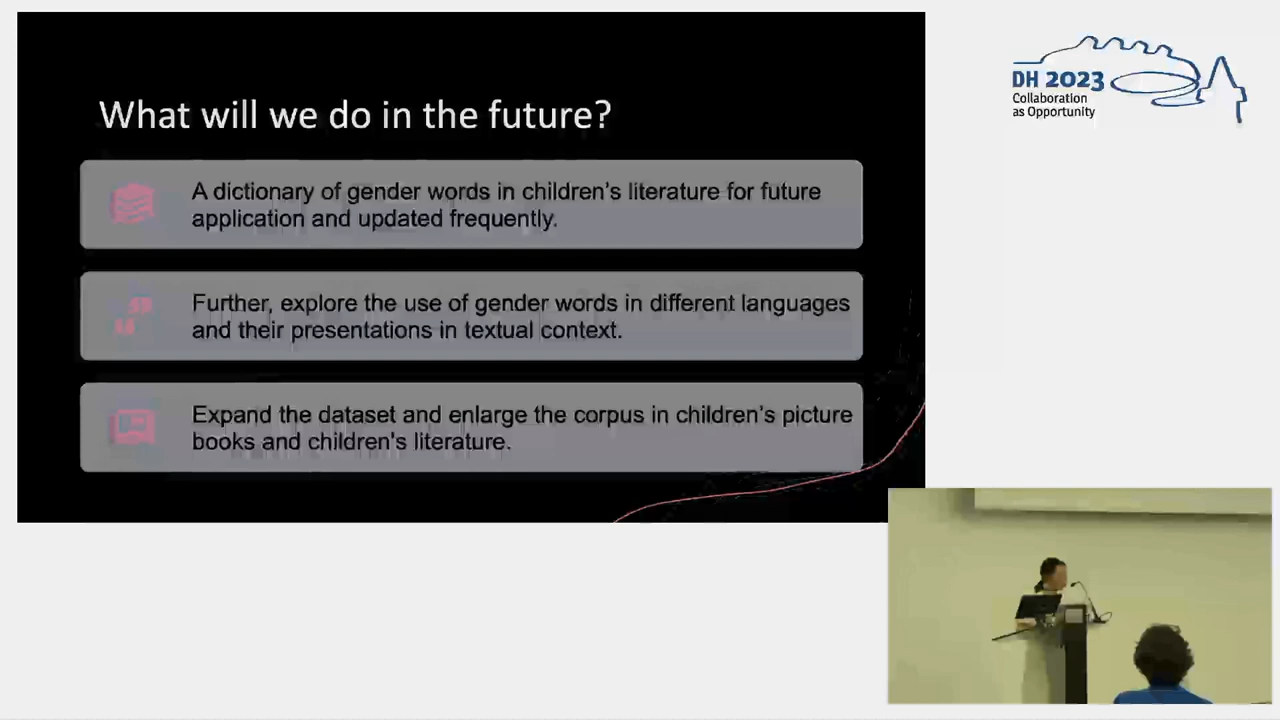 What will we do in the future?
A dictionary of gender words in children's literature for future
application and updated frequently.
Further, explore the use of gender words in different languages
and their presentations in textual context.
Expand the dataset and enlarge the corpus in children's picture
books and children's literature.
DH 2023
Collaboration
as Opportunity